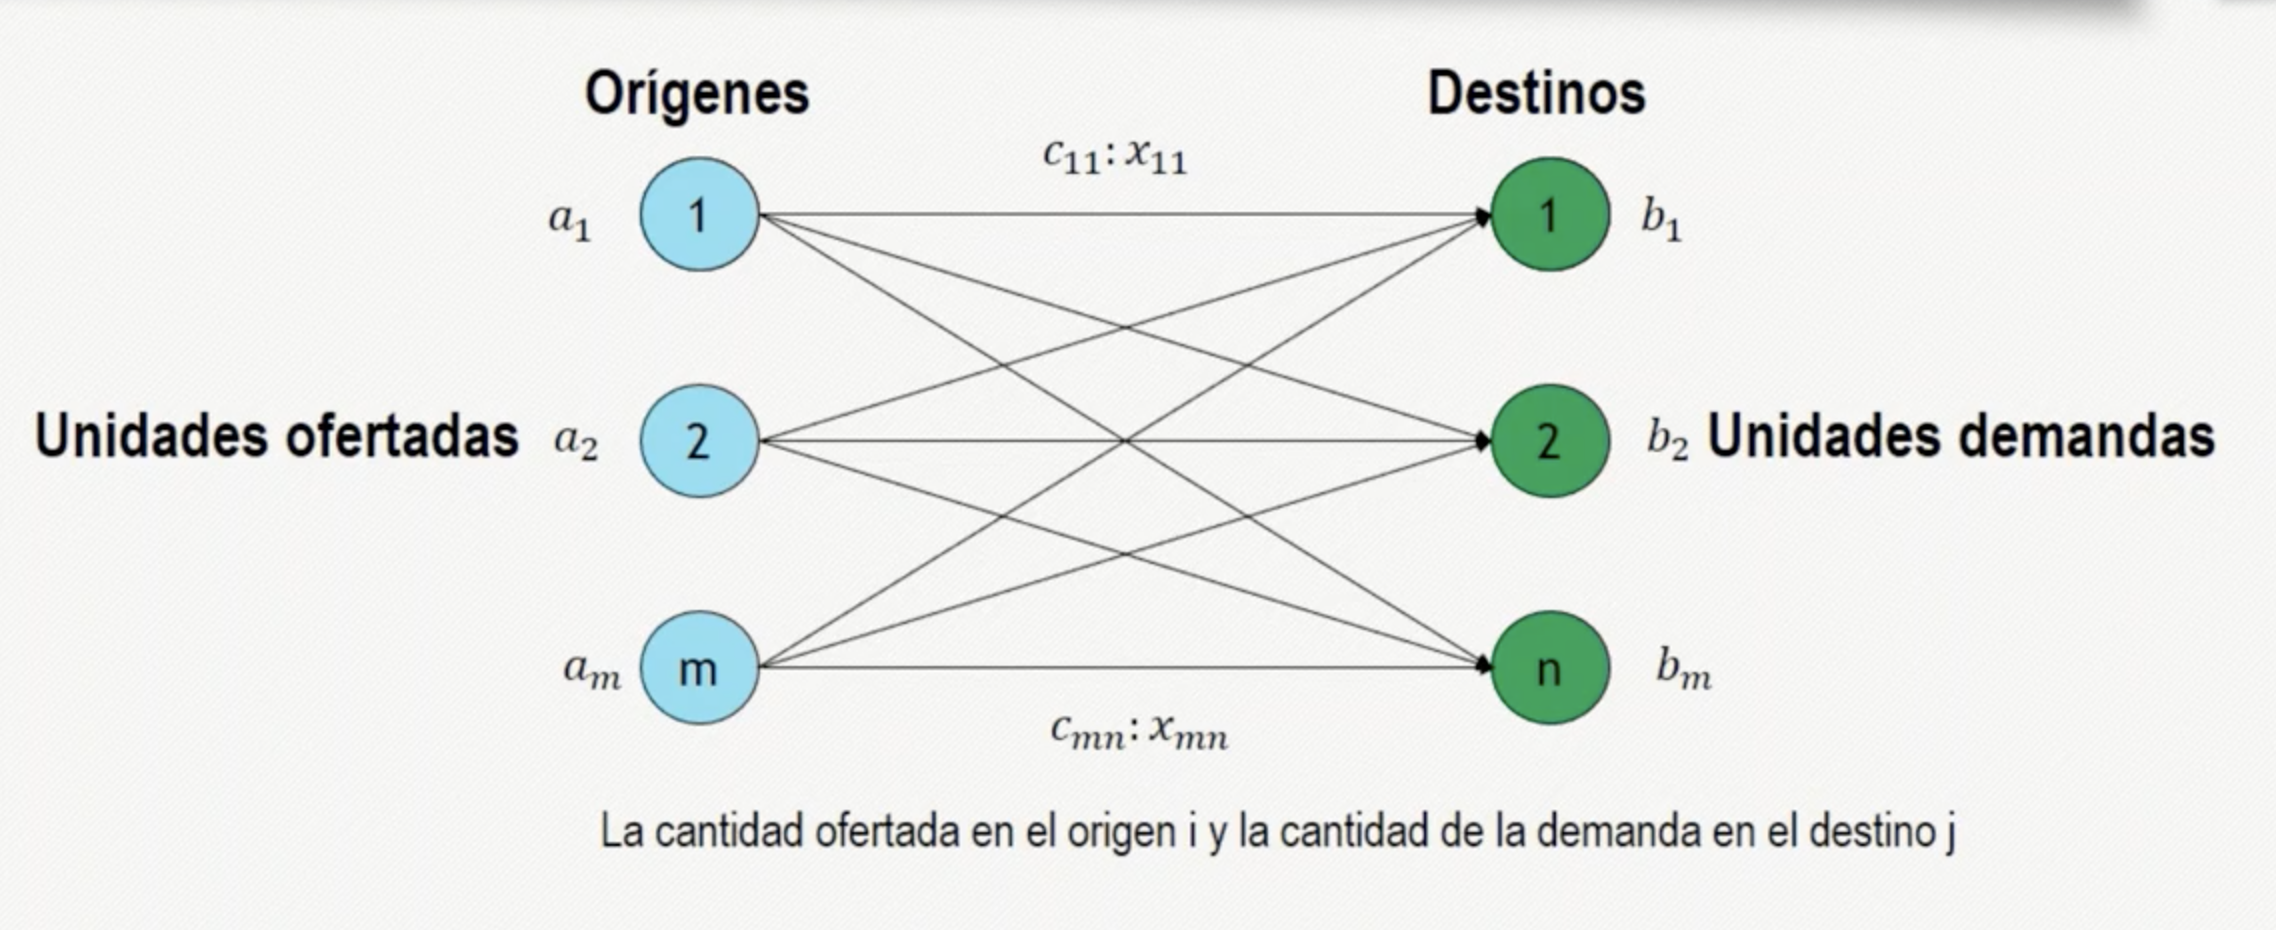 Orígenes
Destinos
c₁₁: x₁₁
a₁
1
1
b₁
Unidades ofertadas
a₂
2
2
b₂
Unidades demandas
aₘ
m
n
bₘ
cₘₙ: xₘₙ
La cantidad ofertada en el origen i y la cantidad de la demanda en el destino j